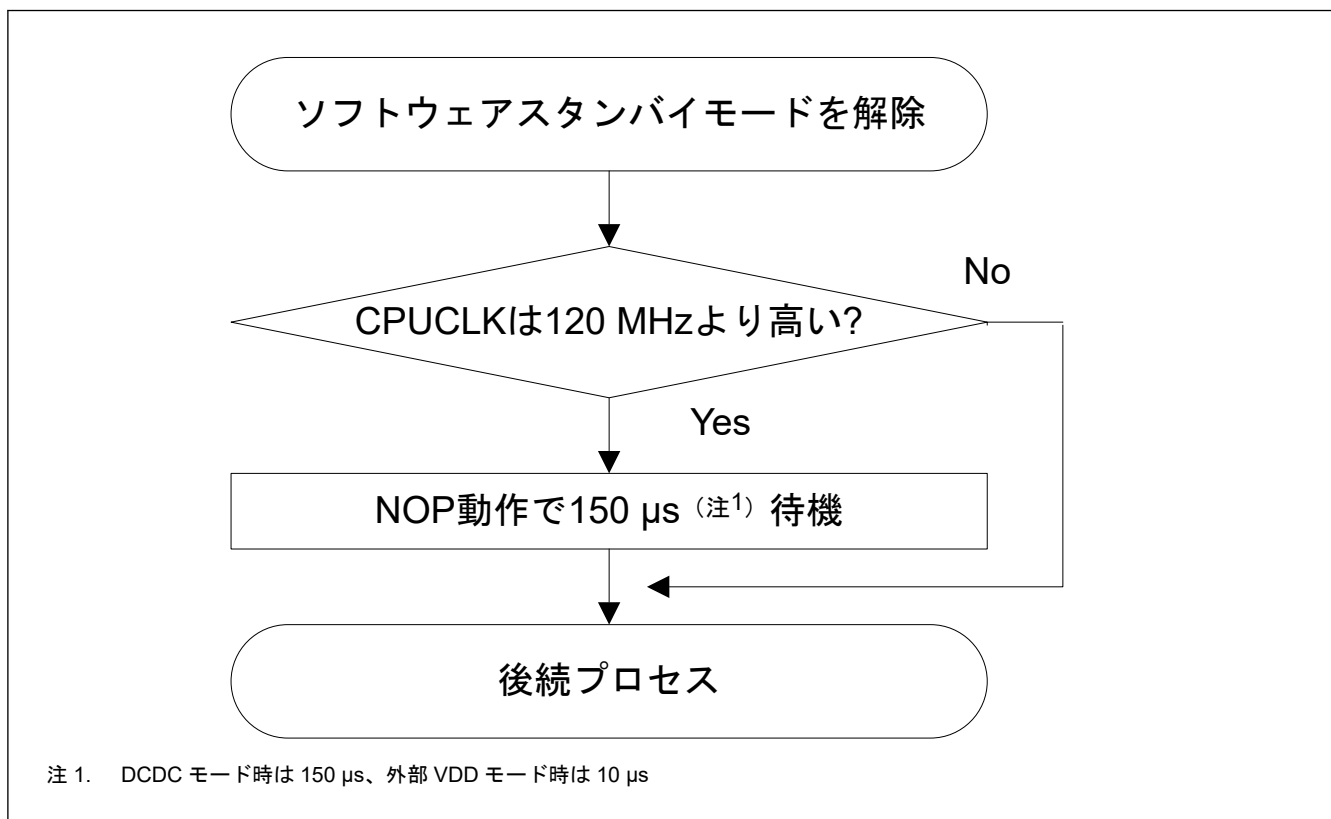 ソフトウェアスタンバイモードを解除
No
CPUCLKは120 MHzより高い?
Yes
NOP動作で150 µs（注1）待機
後続プロセス
注 1. DCDC モード時は 150 µs、外部 VDD モード時は 10 µs